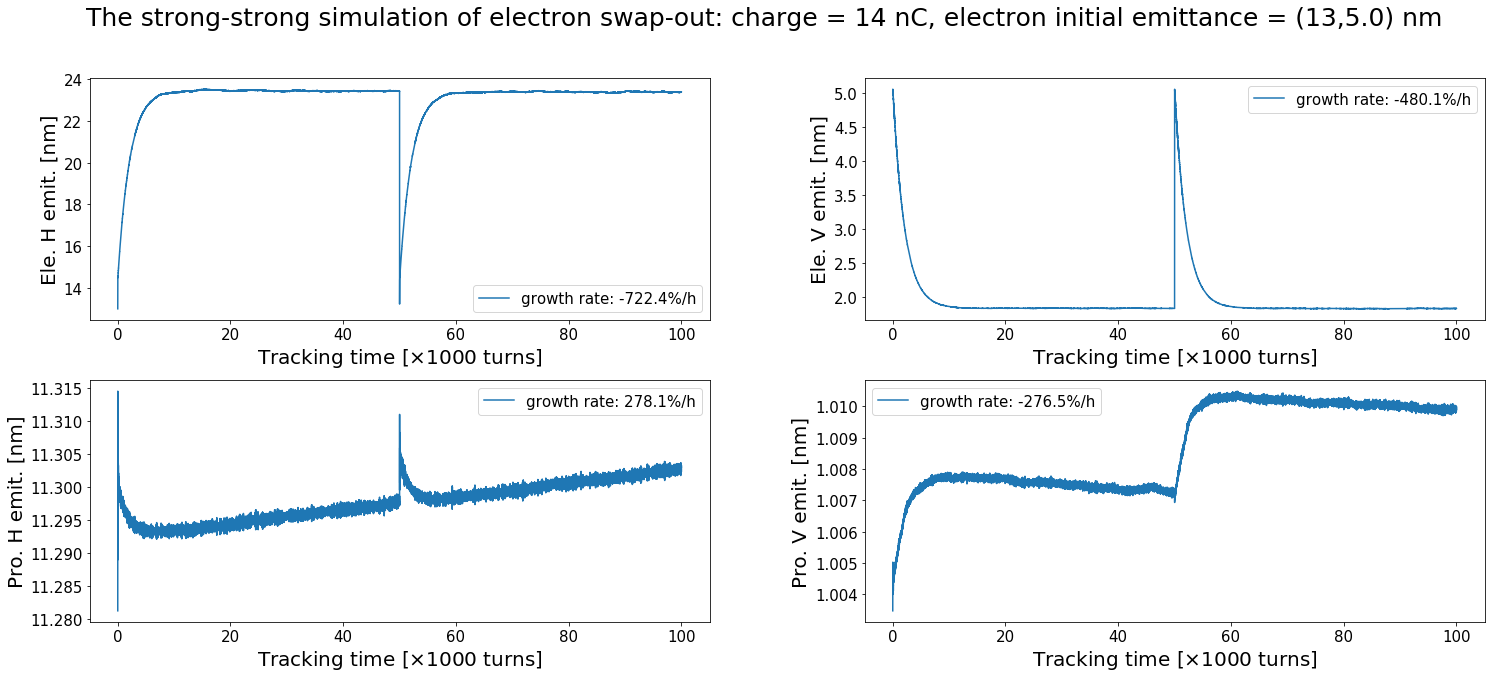 The strong-strong simulation of electron swap-out: charge = 14 nC, electron initial emittance = (13,5.0) nm
Ele. H emit. [nm]
24
22
20
18
16
14
growth rate: -722.4%/h
0 20 40 60 80 100
Tracking time [×1000 turns]
Ele. V emit. [nm]
5.0
4.5
4.0
3.5
3.0
2.5
2.0
growth rate: -480.1%/h
0 20 40 60 80 100
Tracking time [×1000 turns]
Pro. H emit. [nm]
11.315
11.310
11.305
11.300
11.295
11.290
11.285
11.280
growth rate: 278.1%/h
0 20 40 60 80 100
Tracking time [×1000 turns]
Pro. V emit. [nm]
1.010
1.009
1.008
1.007
1.006
1.005
1.004
growth rate: -276.5%/h
0 20 40 60 80 100
Tracking time [×1000 turns]